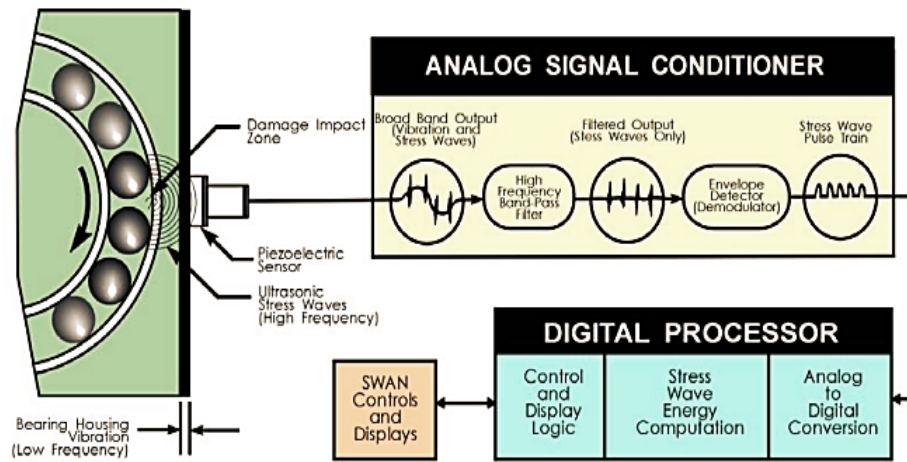 ANALOG SIGNAL CONDITIONER
Broad Band Output
(Vibration and
Stress Waves)
High
Frequency
Band-Pass
Filter
Filtered Output
(Stess Waves Only)
Envelope
Detector
(Demodulator)
Stress Wave
Pulse Train
Damage Impact
Zone
Piezoelectric
Sensor
Ultrasonic
Stress Waves
(High Frequency)
Bearing Housing
Vibration
(Low Frequency)
DIGITAL PROCESSOR
SWAN
Controls
and
Displays
Control
and
Display
Logic
Stress
Wave
Energy
Computation
Analog
to
Digital
Conversion